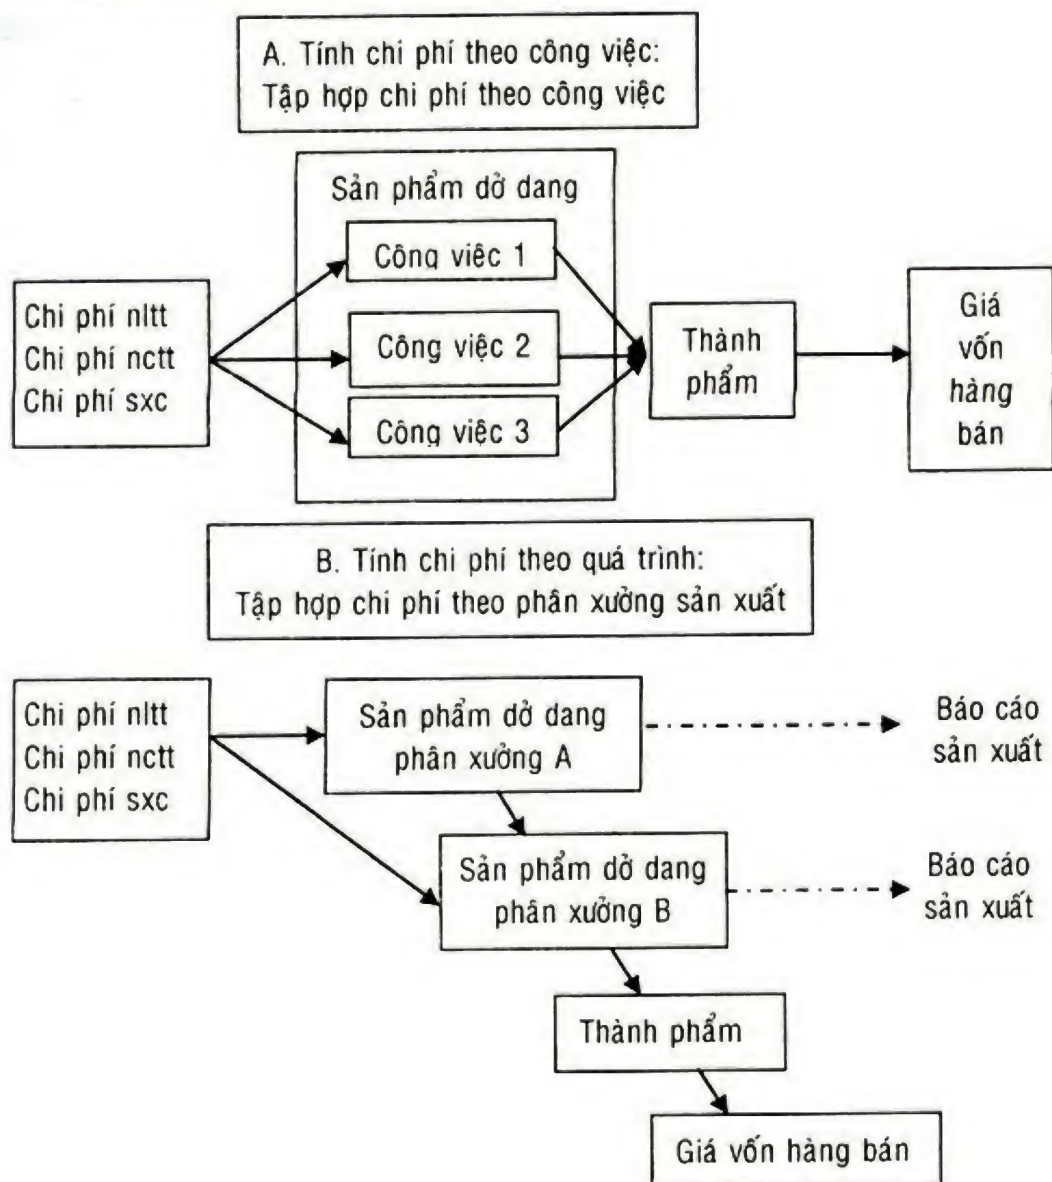 A. Tính chi phí theo công việc:
Tập hợp chi phí theo công việc
Sản phẩm dở dang
Công việc 1
Công việc 2
Công việc 3
Chi phí nltt
Chi phí nctt
Chi phí sxc
Thành
phẩm
Giá
vốn
hàng
bán
B. Tính chi phí theo quá trình:
Tập hợp chi phí theo phân xưởng sản xuất
Chi phí nltt
Chi phí nctt
Chi phí sxc
Sản phẩm dở dang
phân xưởng A
Báo cáo
sản xuất
Sản phẩm dở dang
phân xưởng B
Báo cáo
sản xuất
Thành phẩm
Giá vốn hàng bán